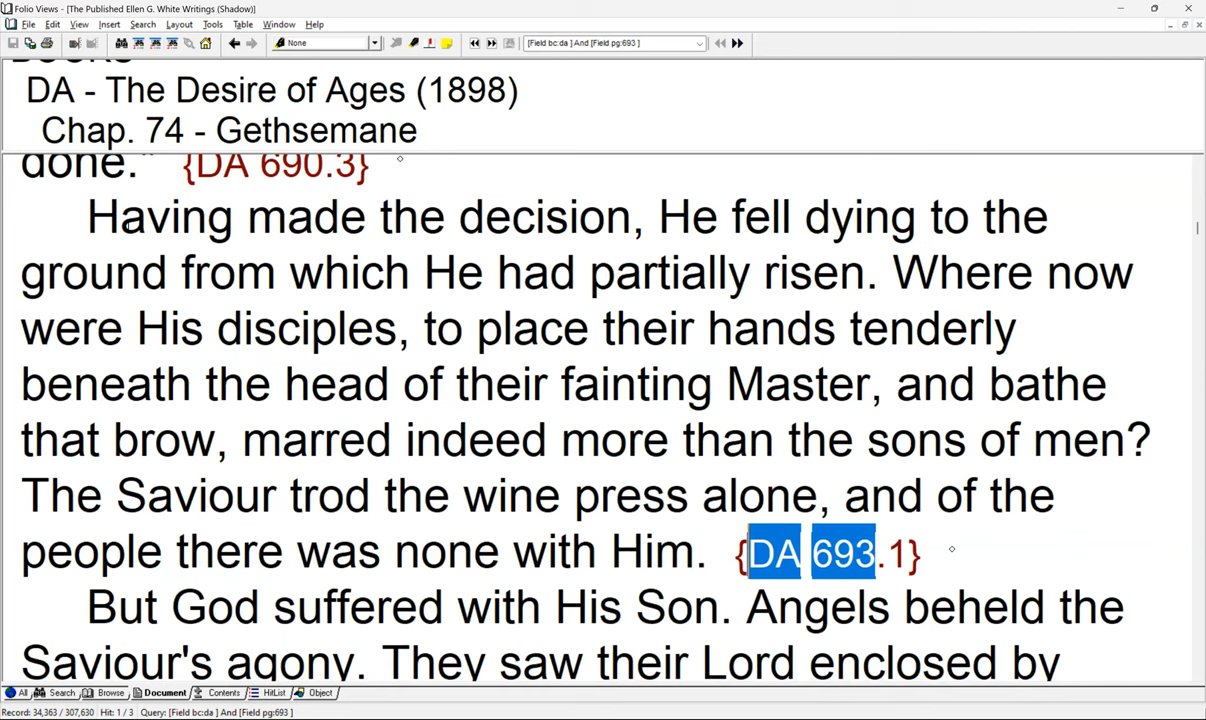 Folio Views - [The Published Ellen G. White Writings (Shadow)]
File Edit View Insert Search Layout Tools Table Window Help
None [Field bc:da ] And [Field pg:693 ]
Books
DA - The Desire of Ages (1898)
Chap. 74 - Gethsemane
done." {DA 690.3}
Having made the decision, He fell dying to the
ground from which He had partially risen. Where now
were His disciples, to place their hands tenderly
beneath the head of their fainting Master, and bathe
that brow, marred indeed more than the sons of men?
The Saviour trod the wine press alone, and of the
people there was none with Him. {DA 693.1}
But God suffered with His Son. Angels beheld the
Saviour's agony. They saw their Lord enclosed by
All Search Browse Document Contents HitList Object
Record: 34,363 / 307,630 Hit: 1 / 3 Query: [Field bc:da ] And [Field pg:693 ]